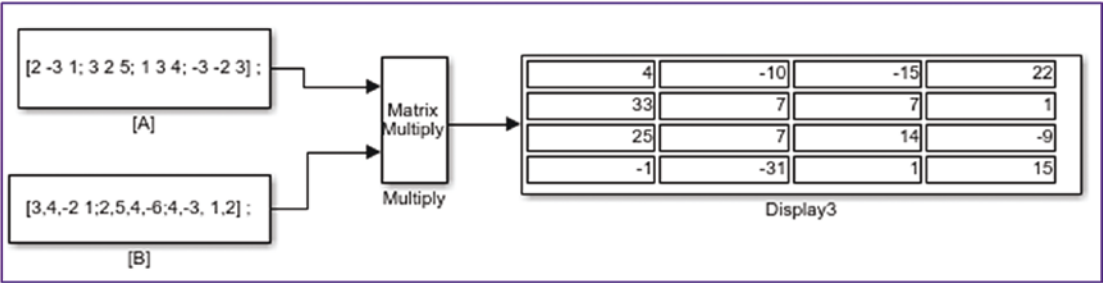 [2 -3 1; 3 2 5; 1 3 4; -3 -2 3] ;
[A]
[3,4,-2 1;2,5,4,-6;4,-3, 1,2] ;
[B]
Matrix
Multiply
Multiply
4 -10 -15 22
33 7 7 1
25 7 14 -9
-1 -31 1 15
Display3